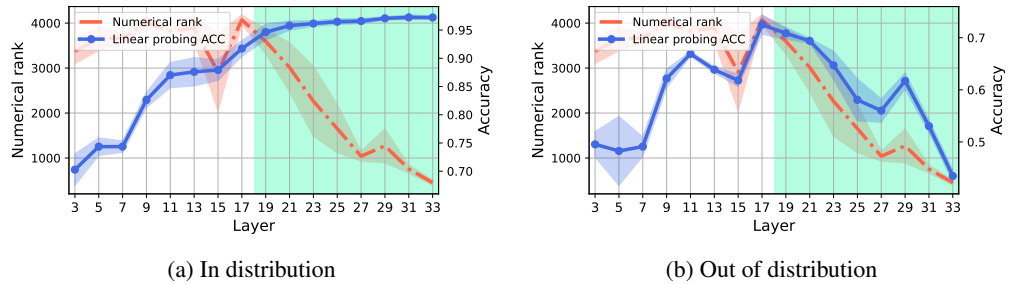 Numerical rank
Linear probing ACC
4000
3000
2000
1000
0.95
0.90
0.85
0.80
0.75
0.70
Numerical rank
Accuracy
3 5 7 9 11 13 15 17 19 21 23 25 27 29 31 33
Layer
(a) In distribution
Numerical rank
Linear probing ACC
4000
3000
2000
1000
0.7
0.6
0.5
Numerical rank
Accuracy
3 5 7 9 11 13 15 17 19 21 23 25 27 29 31 33
Layer
(b) Out of distribution